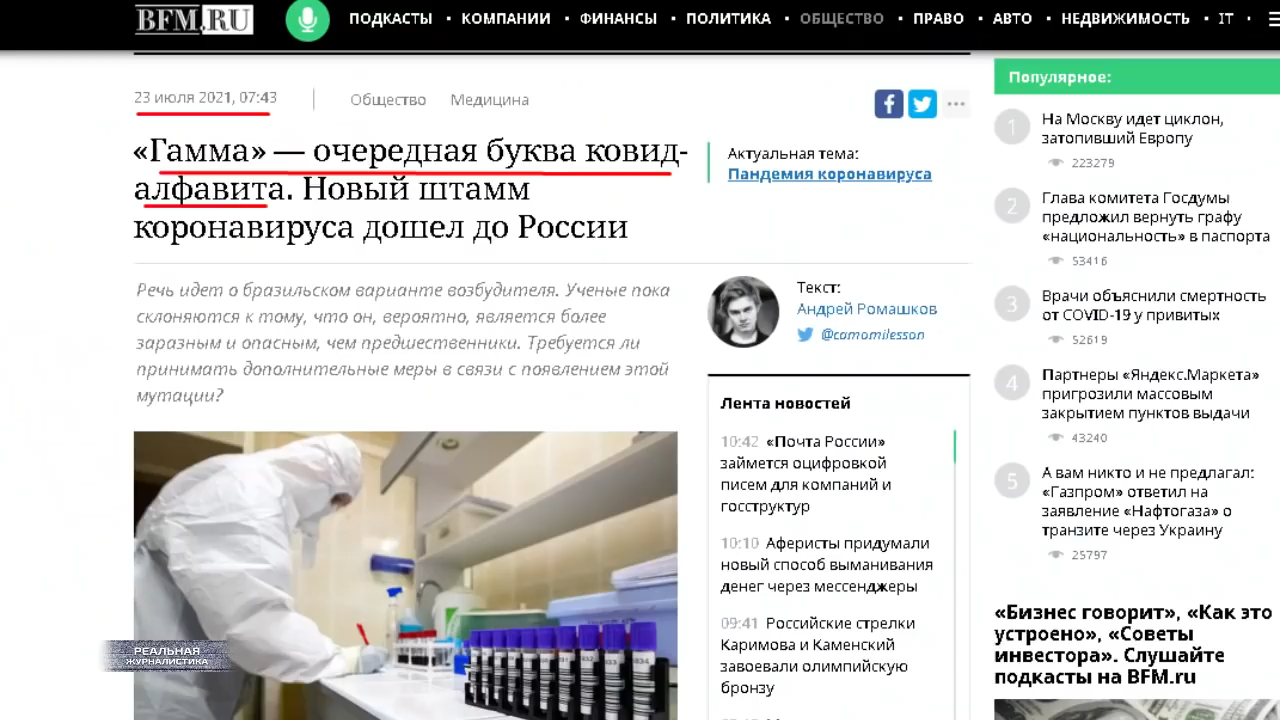 BFM.RU
ПОДКАСТЫ • КОМПАНИИ • ФИНАНСЫ • ПОЛИТИКА • ОБЩЕСТВО • ПРАВО • АВТО • НЕДВИЖИМОСТЬ • IT •
23 июля 2021, 07:43
Общество Медицина
«Гамма» — очередная буква ковид-
алфавита. Новый штамм
коронавируса дошел до России
Актуальная тема:
Пандемия коронавируса
Речь идет о бразильском варианте возбудителя. Ученые пока
склоняются к тому, что он, вероятно, является более
заразным и опасным, чем предшественники. Требуется ли
принимать дополнительные меры в связи с появлением этой
мутации?
Текст:
Андрей Ромашков
@camomilesson
Лента новостей
10:42 «Почта России»
займется оцифровкой
писем для компаний и
госструктур
10:10 Аферисты придумали
новый способ выманивания
денег через мессенджеры
09:41 Российские стрелки
Каримова и Каменский
завоевали олимпийскую
бронзу
Популярное:
1 На Москву идет циклон,
затопивший Европу
223279
2 Глава комитета Госдумы
предложил вернуть графу
«национальность» в паспорта
53416
3 Врачи объяснили смертность
от COVID-19 у привитых
52619
4 Партнеры «Яндекс.Маркета»
пригрозили массовым
закрытием пунктов выдачи
43240
5 А вам никто и не предлагал:
«Газпром» ответил на
заявление «Нафтогаза» о
транзите через Украину
25797
«Бизнес говорит», «Как это
устроено», «Советы
инвестора». Слушайте
подкасты на BFM.ru
РЕАЛЬНАЯ
ЖУРНАЛИСТИКА